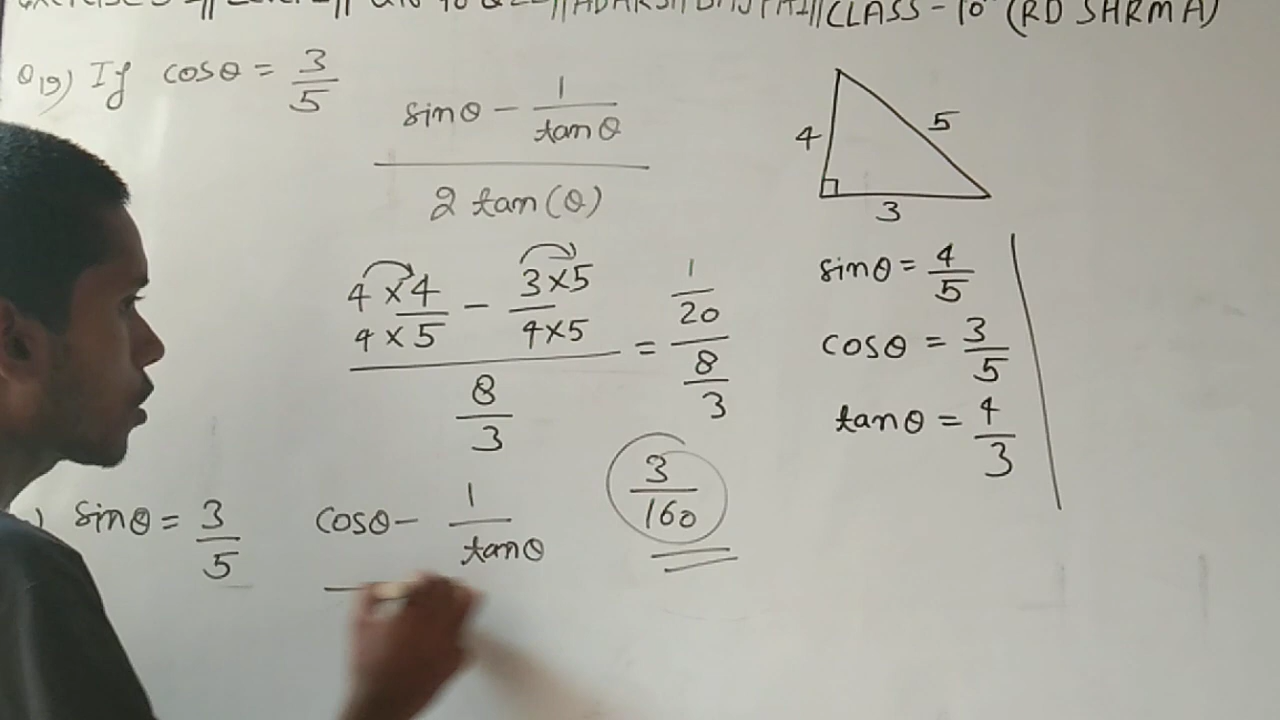 CLASS - 10 (RD SHRMA)
Q19) If cosθ = 3/5
sinθ - 1/tanθ
2 tan(θ)
4
5
3
4×4/4×5 - 3×5/4×5 = 1/20
8/3
8/3
sinθ = 4/5
cosθ = 3/5
tanθ = 4/3
3/160
) sinθ = 3/5 cosθ - 1/tanθ